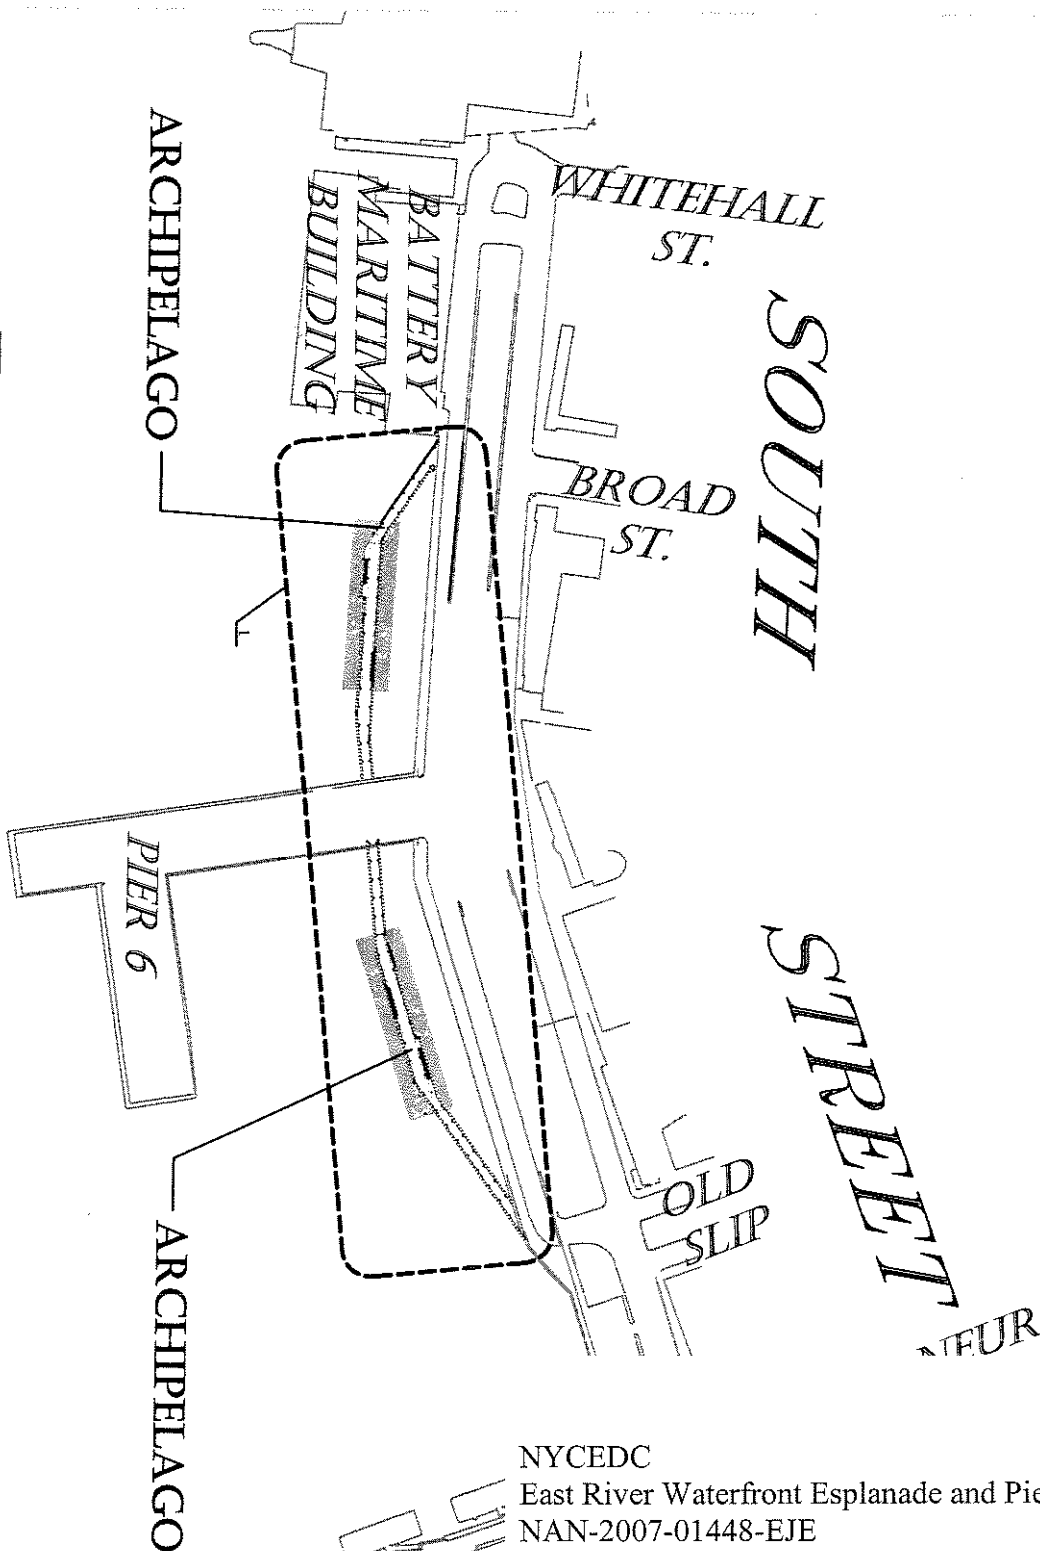 ARCHIPELAGO
BATTERY
MARITIME
BUILDING
WHITEHALL
ST.
SOUTH
BROAD
ST.
PIER 6
STREET
OLD
SLIP
ARCHIPELAGO
NYCEDC
East River Waterfront Esplanade and Pie
NAN-2007-01448-EJE